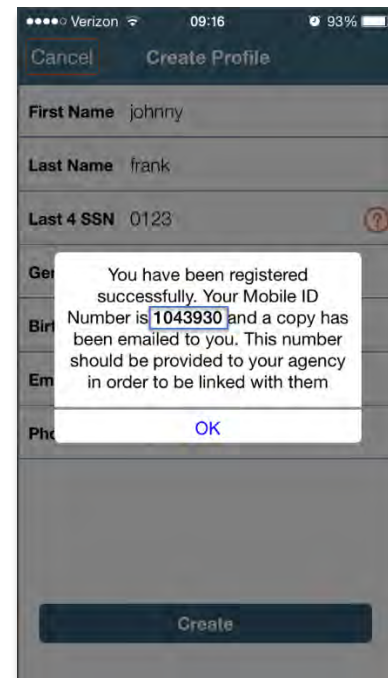 Verizon 09:16 93%
Cancel Create Profile
First Name johnny
Last Name frank
Last 4 SSN 0123 ?
Ge
You have been registered
successfully. Your Mobile ID
Number is 1043930 and a copy has
been emailed to you. This number
should be provided to your agency
in order to be linked with them
Em
OK
Create